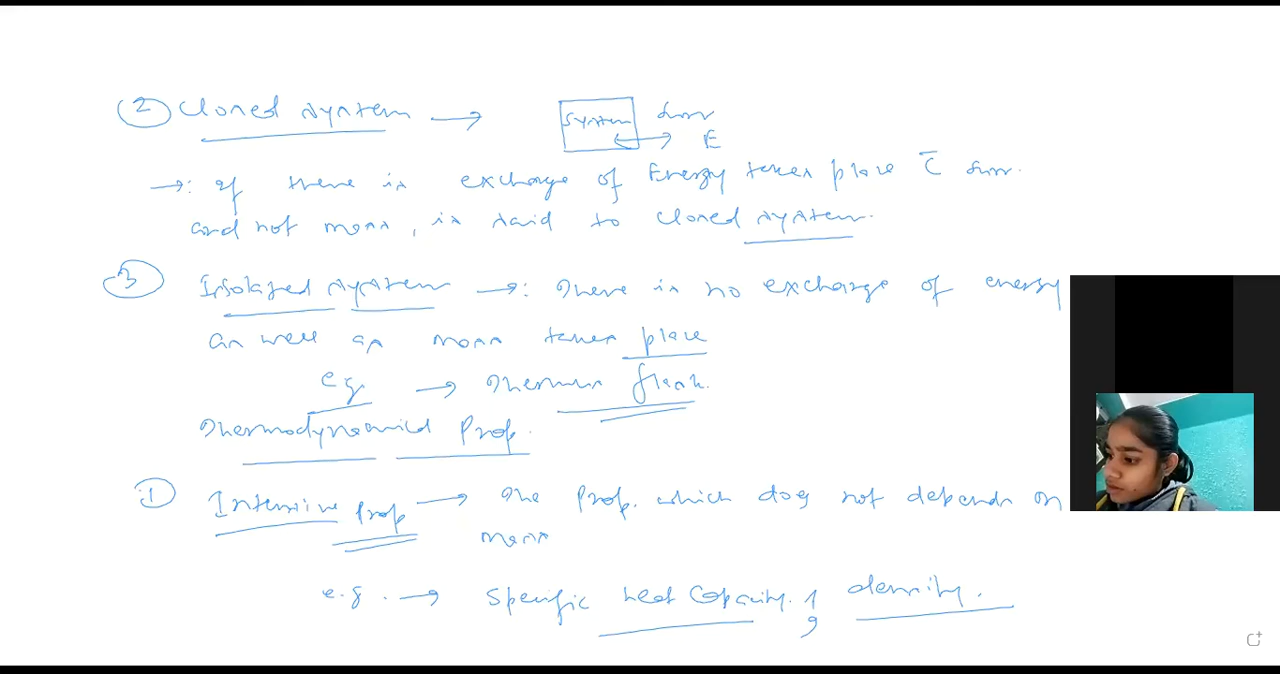 ② Closed system →
System surr
E
→: If there is exchange of Energy takes place c̄ surr.
and not mass, is said to closed system.
③ Isolated system →: There is no exchange of energy
as well as mass takes place
eg → Thermos flask.
Thermodynamics Prop.
① Intensive Prop → The Prop. which does not depends on
mass
e.g. → Specific heat capacity, density.